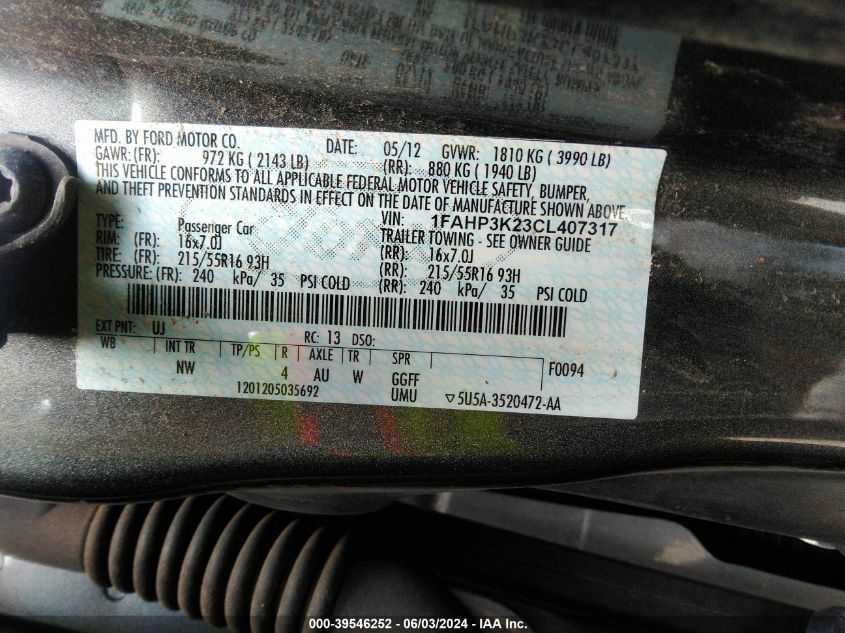 MFD. BY FORD MOTOR CO.
DATE: 05/12 GVWR: 1810 KG ( 3990 LB)
GAWR: (FR) 972 KG ( 2143 LB) (RR): 880 KG ( 1940 LB)
THIS VEHICLE CONFORMS TO ALL APPLICABLE FEDERAL MOTOR VEHICLE SAFETY, BUMPER,
AND THEFT PREVENTION STANDARDS IN EFFECT ON THE DATE OF MANUFACTURE SHOWN ABOVE.
VIN: 1FAHP3K23CL407317
TYPE: Passenger Car TRAILER TOWING - SEE OWNER GUIDE
RIM: (FR): 16x7.0J (RR): 16x7.0J
TIRE: (FR): 215/55R16 93H (RR): 215/55R16 93H
PRESSURE: (FR): 240 kPa/ 35 PSI COLD (RR): 240 kPa/ 35 PSI COLD
EXT PNT: UJ RC: 13 DSO:
WB INT TR TP/PS R AXLE TR SPR F0094
NW 4 AU W GGFF
1201205035692 UMU ▽5U5A-3520472-AA
000-39546252 - 06/03/2024 - IAA Inc.